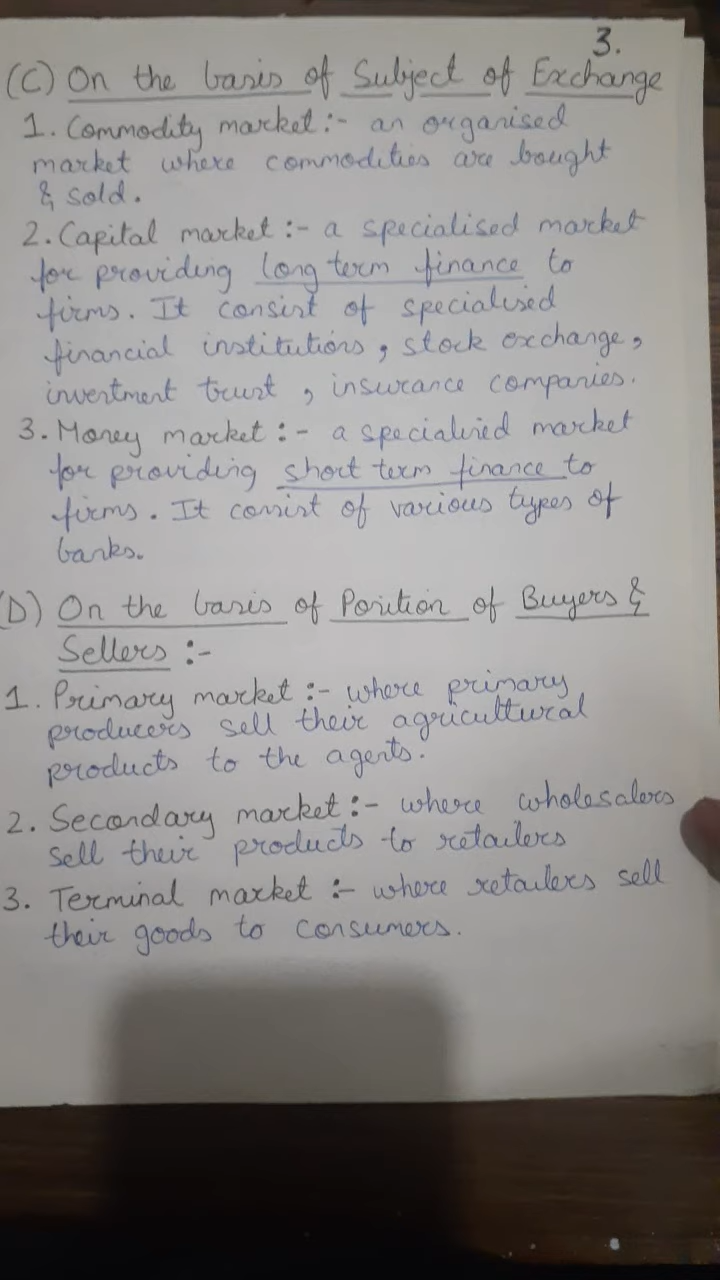 3.
(C) On the basis of Subject of Exchange
1. Commodity market :- an organised
market where commodities are bought
& sold.
2. Capital market :- a specialised market
for providing long term finance to
firms. It consist of specialised
financial institutions, stock exchange,
investment trust, insurance companies.
3. Money market :- a specialised market
for providing short term finance to
firms. It consist of various types of
banks.
(D) On the basis of Position of Buyers &
Sellers :-
1. Primary market :- where primary
producers sell their agricultural
products to the agents.
2. Secondary market :- where wholesalers
sell their products to retailers
3. Terminal market :- where retailers sell
their goods to consumers.